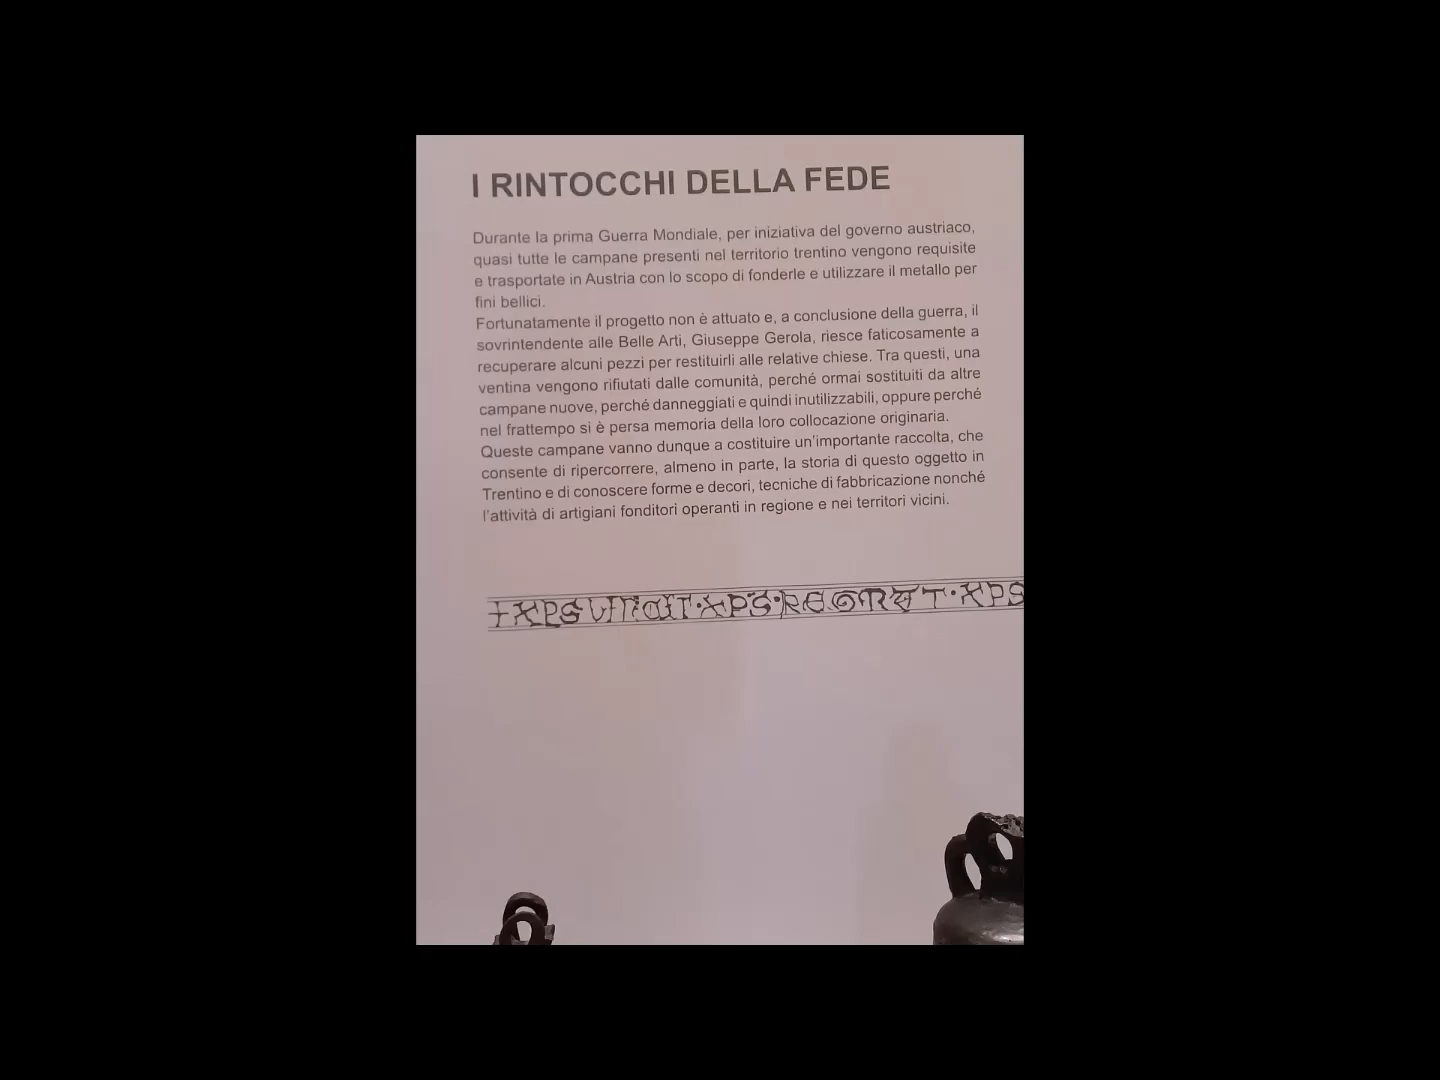 I RINTOCCHI DELLA FEDE
Durante la prima Guerra Mondiale, per iniziativa del governo austriaco,
quasi tutte le campane presenti nel territorio trentino vengono requisite
e trasportate in Austria con lo scopo di fonderle e utilizzare il metallo per
fini bellici.
Fortunatamente il progetto non è attuato e, a conclusione della guerra, il
sovrintendente alle Belle Arti, Giuseppe Gerola, riesce faticosamente a
recuperare alcuni pezzi per restituirli alle relative chiese. Tra questi, una
ventina vengono rifiutati dalle comunità, perché ormai sostituiti da altre
campane nuove, perché danneggiati e quindi inutilizzabili, oppure perché
nel frattempo si è persa memoria della loro collocazione originaria.
Queste campane vanno dunque a costituire un'importante raccolta, che
consente di ripercorrere, almeno in parte, la storia di questo oggetto in
Trentino e di conoscere forme e decori, tecniche di fabbricazione nonché
l'attività di artigiani fonditori operanti in regione e nei territori vicini.
+XPS VINCIT·XPS·REGNAT·XPS